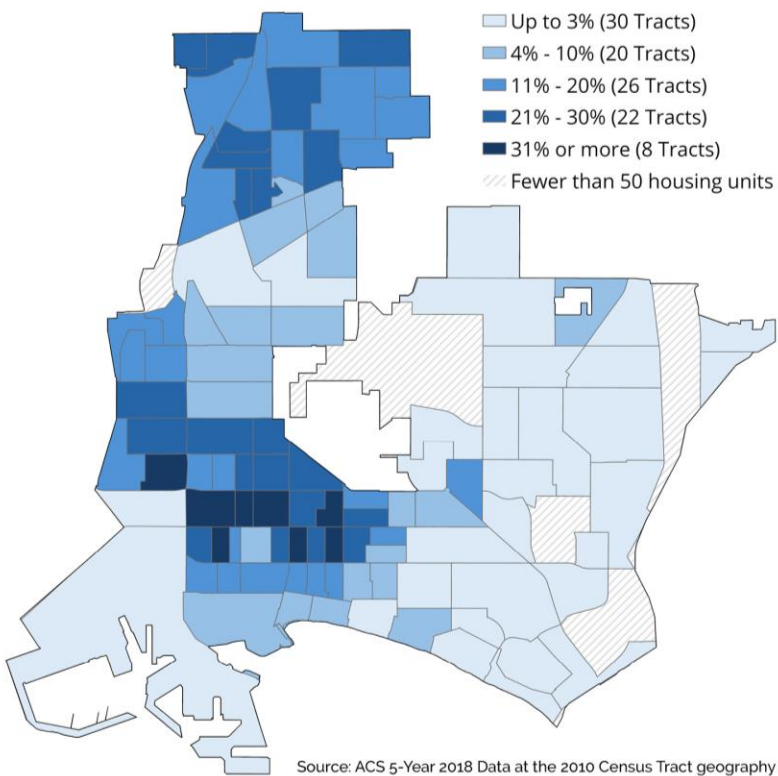 Up to 3% (30 Tracts)
4% - 10% (20 Tracts)
11% - 20% (26 Tracts)
21% - 30% (22 Tracts)
31% or more (8 Tracts)
Fewer than 50 housing units
Source: ACS 5-Year 2018 Data at the 2010 Census Tract geography